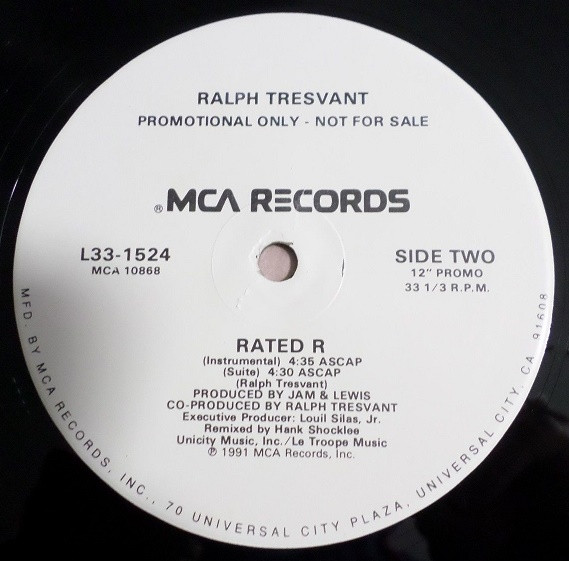 RALPH TRESVANT
PROMOTIONAL ONLY - NOT FOR SALE
® MCA RECORDS
L33-1524
MCA 10868
SIDE TWO
12" PROMO
33 1/3 R.P.M.
RATED R
(Instrumental) 4:35 ASCAP
(Suite) 4:30 ASCAP
(Ralph Tresvant)
PRODUCED BY JAM & LEWIS
CO-PRODUCED BY RALPH TRESVANT
Executive Producer: Louil Silas, Jr.
Remixed by Hank Shocklee
Unicity Music, Inc./Le Troope Music
℗ 1991 MCA Records, Inc.
MFD. BY MCA RECORDS, INC., 70 UNIVERSAL CITY PLAZA, UNIVERSAL CITY, CA. 91608